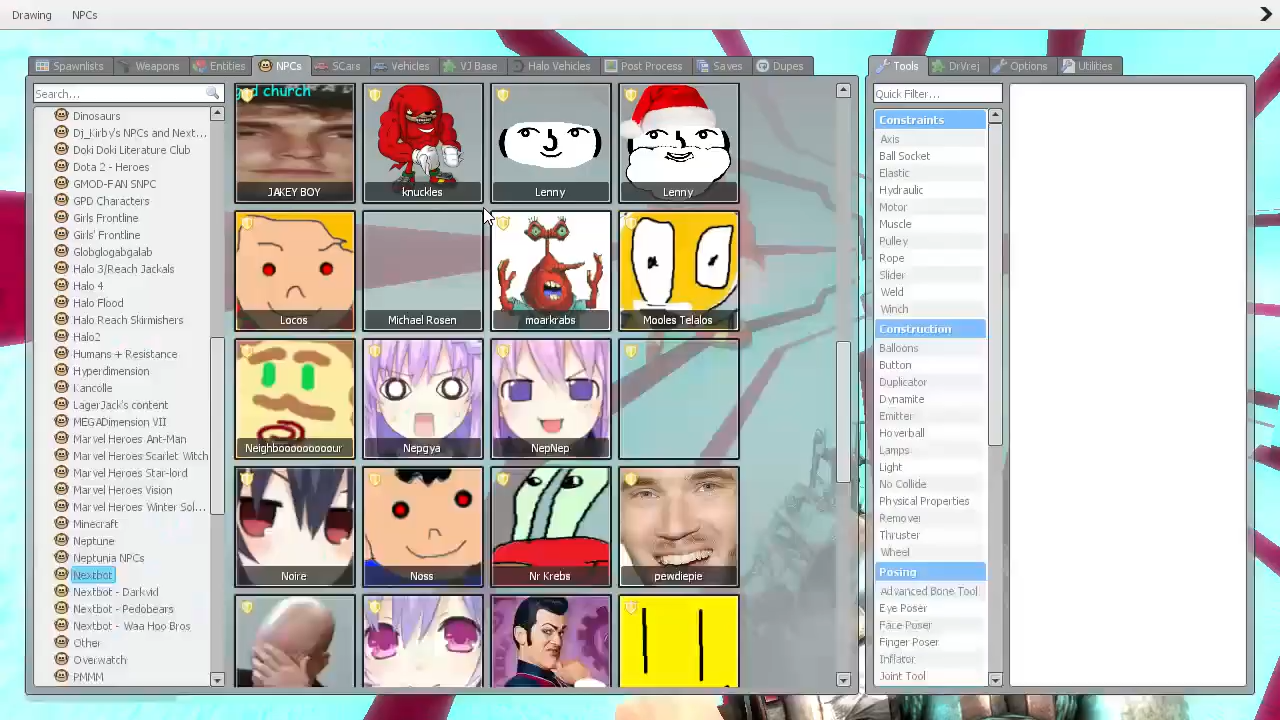 Drawing NPCs
Spawnlists Weapons Entities NPCs SCars Vehicles VJ Base Halo Vehicles Post Process Saves Dupes
Tools DrVrej Options Utilities
Search...
Dinosaurs
Dj_Kirby's NPCs and Next...
Doki Doki Literature Club
Dota 2 - Heroes
GMOD-FAN SNPC
GPD Characters
Girls Frontline
Girls' Frontline
Globglogabgalab
Halo 3/Reach Jackals
Halo 4
Halo Flood
Halo Reach Skirmishers
Halo2
Humans + Resistance
Hyperdimension
Kancolle
LagerJack's content
MEGADimension VII
Marvel Heroes Ant-Man
Marvel Heroes Scarlet Witch
Marvel Heroes Star-lord
Marvel Heroes Vision
Marvel Heroes Winter Sol...
Minecraft
Neptune
Neptunia NPCs
Nextbot
Nextbot - Darkvid
Nextbot - Pedobears
Nextbot - Waa Hoo Bros
Other
Overwatch
PMMM
church
JAKEY BOY knuckles Lenny Lenny
Locos Michael Rosen moarkrabs Mooles Telalos
Neighboooooooooour Nepgya NepNep
Noire Noss Nr Krebs pewdiepie
Quick Filter...
Constraints
Axis
Ball Socket
Elastic
Hydraulic
Motor
Muscle
Pulley
Rope
Slider
Weld
Winch
Construction
Balloons
Button
Duplicator
Dynamite
Emitter
Hoverball
Lamps
Light
No Collide
Physical Properties
Remover
Thruster
Wheel
Posing
Advanced Bone Tool
Eye Poser
Face Poser
Finger Poser
Inflator
Joint Tool